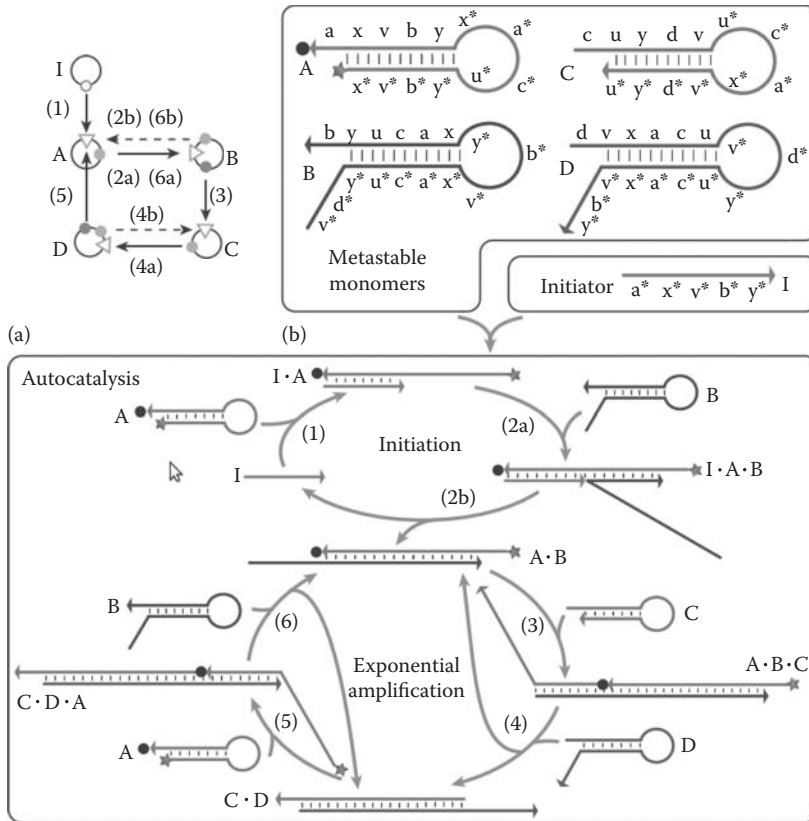 I
(1)
(2b) (6b)
A
B
(2a) (6a)
(5)
(3)
(4b)
D
C
(4a)
(a)
a x v b y x* a*
A
x* v* b* y* u* c*
c u y d v u* c*
C
u* y* d* v* x* a*
b y u c a x y* b*
B
y* u* c* a* x* v*
d*
v*
d v x a c u v* d*
D
v* x* a* c* u* y*
b*
y*
Metastable
monomers
Initiator
I
a* x* v* b* y*
(b)
Autocatalysis
I · A
A
(1)
(2a)
B
Initiation
I
I · A · B
(2b)
A · B
B
(6)
(3)
C
Exponential
amplification
A · B · C
C · D · A
(5)
(4)
A
D
C · D